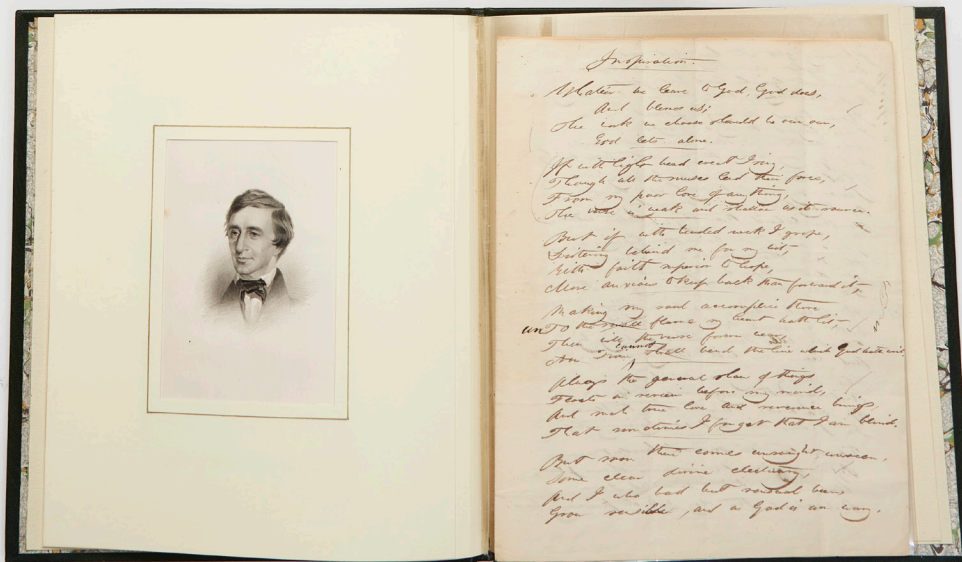 Inspiration.
Whateer we leave to God, God does,
And blesses us;
The work we choose should be our own,
God lets alone.
If with light head erect I sing,
Though all the muses lend their force,
From my poor love of anything,
The verse is weak and shallow as its source.
But if with bended neck I grope,
Listening behind me for my wit,
With faith superior to hope,
More anxious to keep back than forward it,
Making my soul accomplice there
un To the flame my heart hath lit,
Then will the verse forever wear,
Time cannot bend the line which God hath writ
Always the general show of things
Floats in review before my mind,
And such true love and reverence brings,
That sometimes I forget that I am blind.
But soon there comes unsought unseen,
Some clear divine electuary,
And I who had but sensual been
Grow sensible, and as God is am wary.